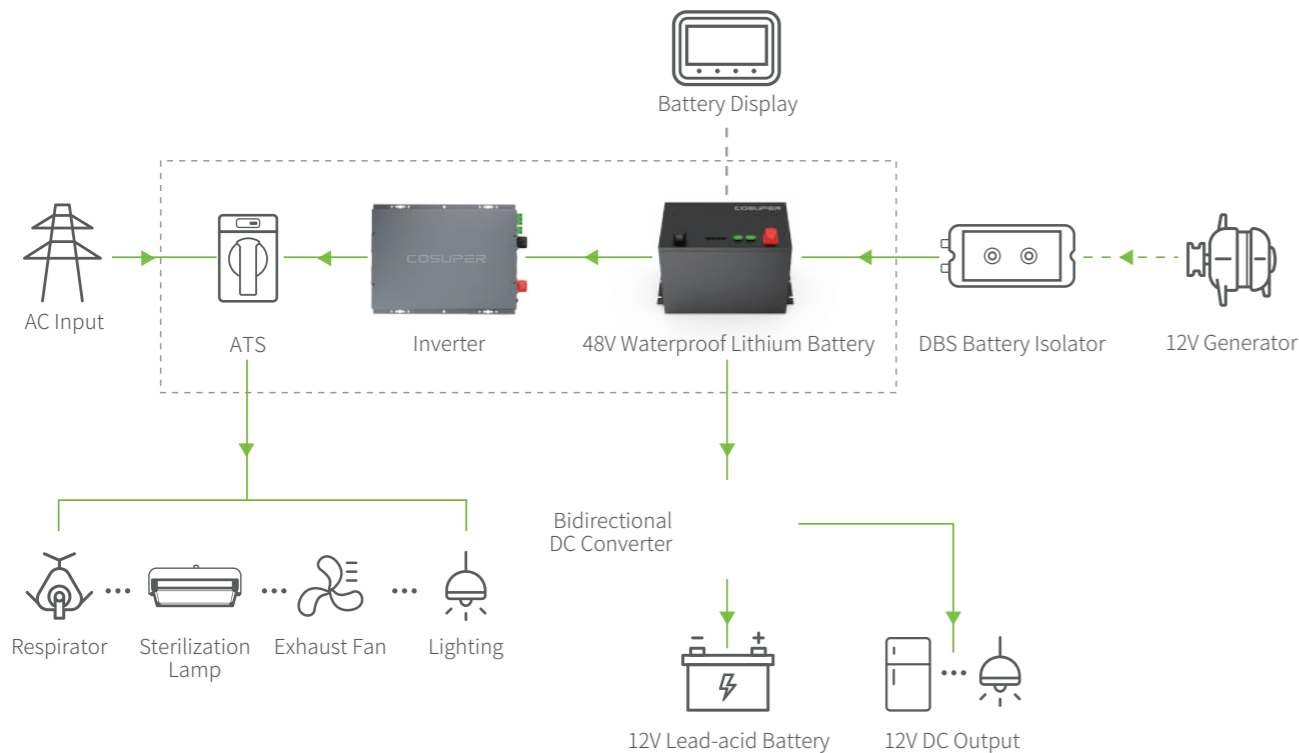 Battery Display
COSUPER
COSUPER
AC Input
ATS
Inverter
48V Waterproof Lithium Battery
DBS Battery Isolator
12V Generator
Bidirectional
DC Converter
Respirator
Sterilization
Lamp
Exhaust Fan
Lighting
- +
12V Lead-acid Battery
12V DC Output